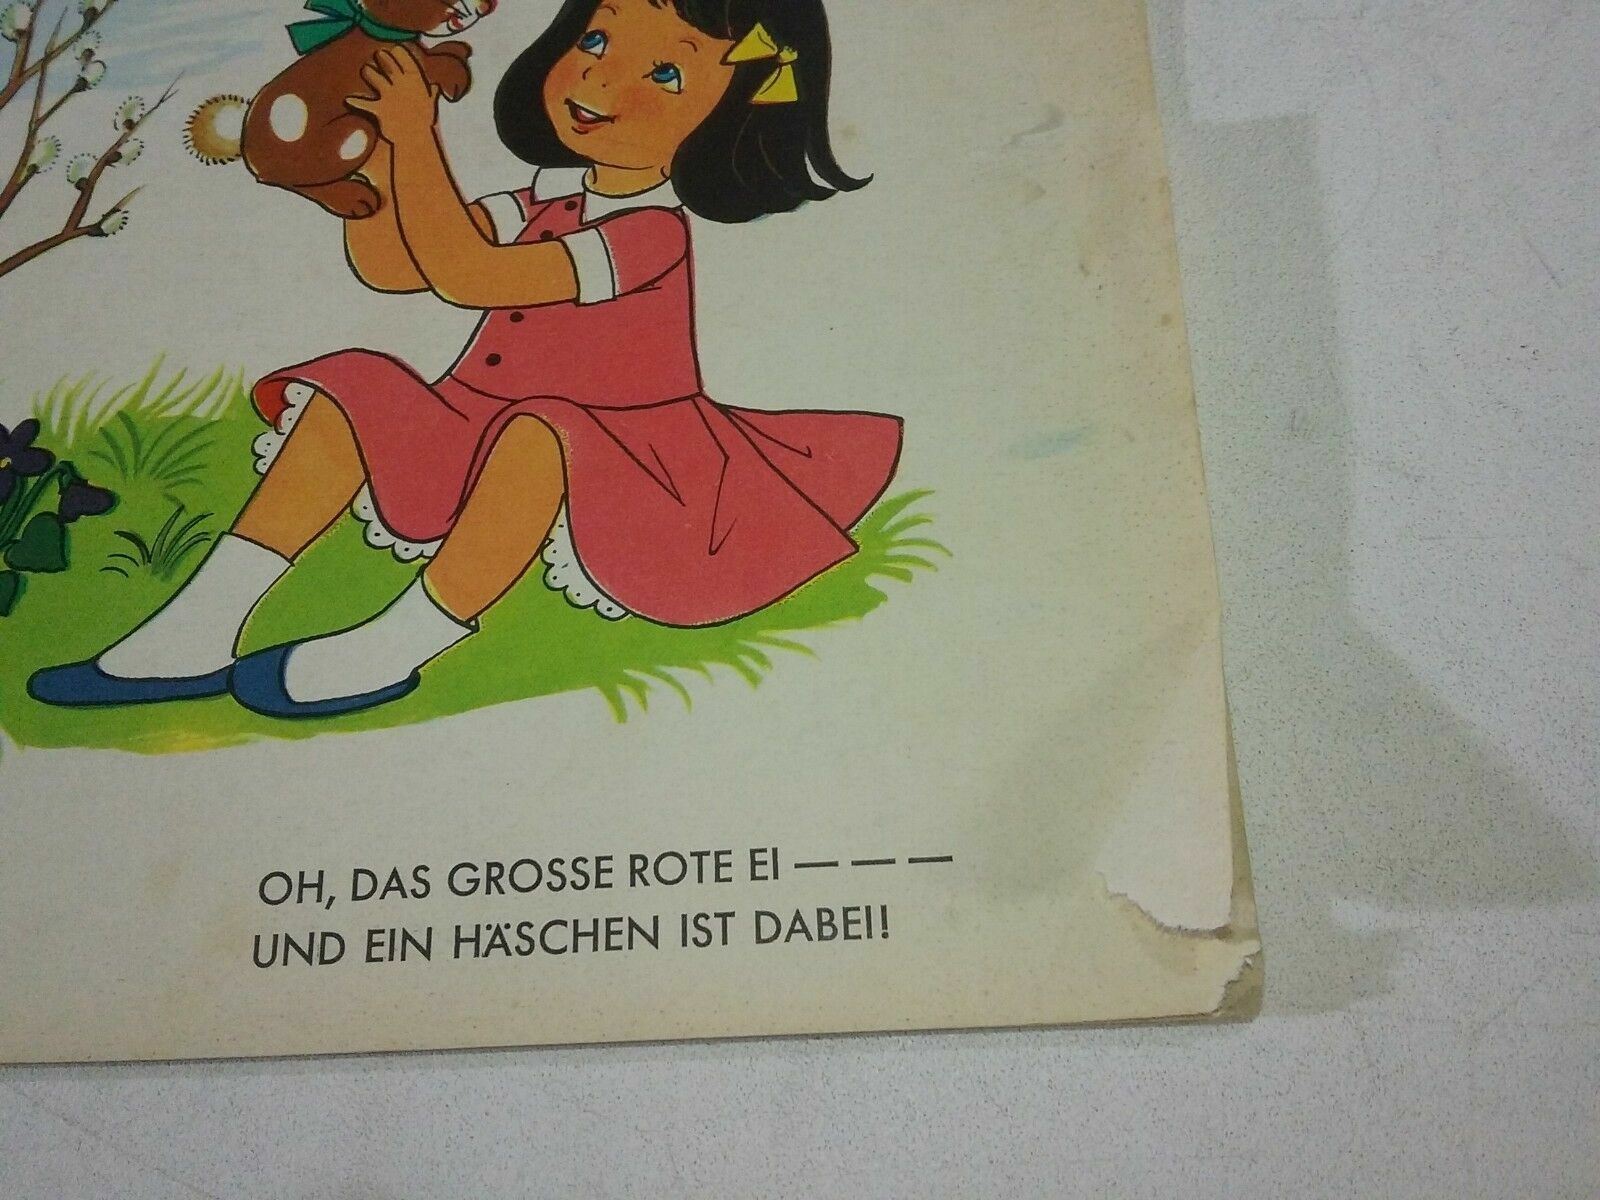 OH, DAS GROSSE ROTE EI — — —
UND EIN HÄSCHEN IST DABEI!